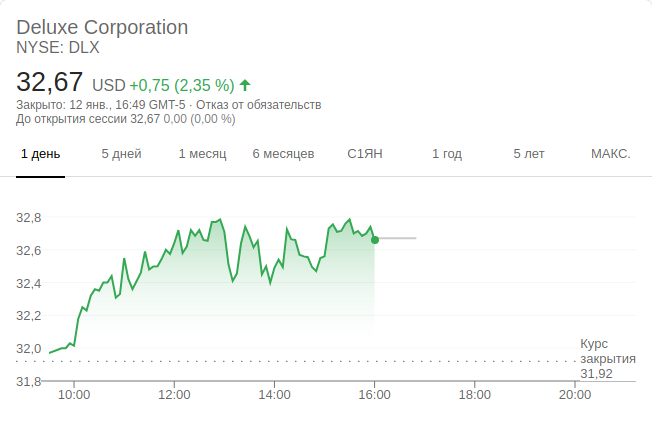 Deluxe Corporation
NYSE: DLX
32,67 USD +0,75 (2,35 %)
Закрыто: 12 янв., 16:49 GMT-5 · Отказ от обязательств
До открытия сессии 32,67 0,00 (0,00 %)
1 день 5 дней 1 месяц 6 месяцев С1ЯН 1 год 5 лет МАКС.
32,8
32,6
32,4
32,2
32,0
Курс
закрытия
31,92
31,8
10:00 12:00 14:00 16:00 18:00 20:00